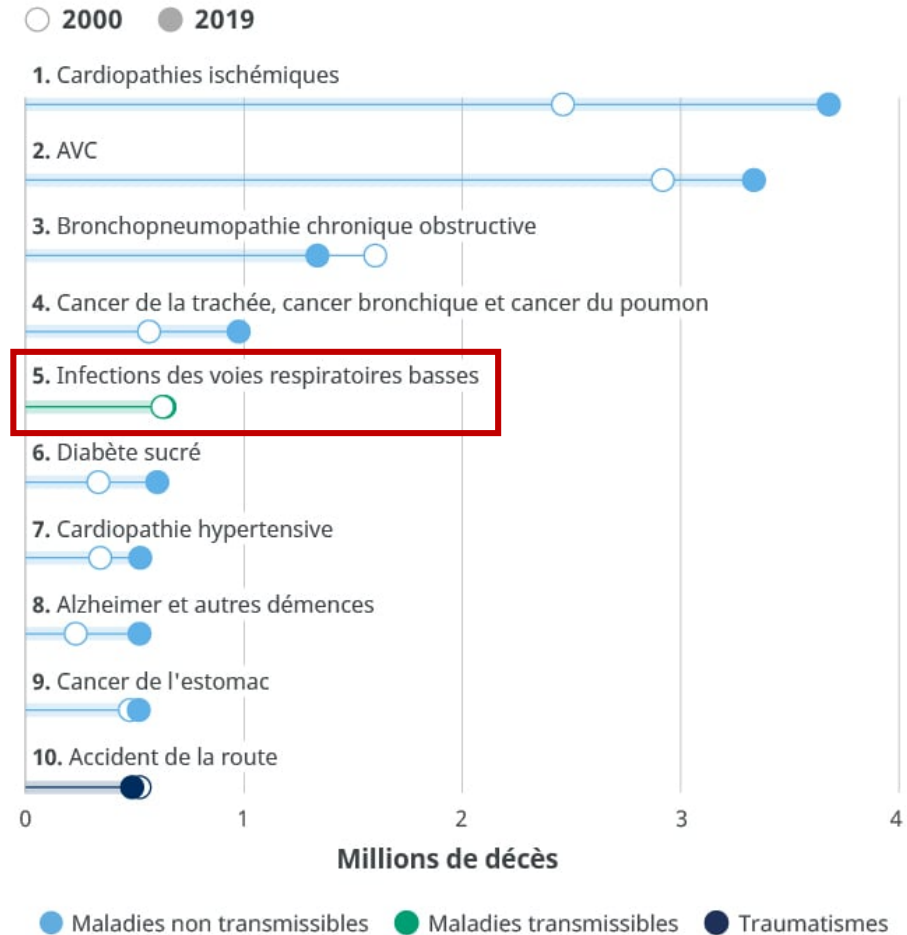 2000 2019
1. Cardiopathies ischémiques
2. AVC
3. Bronchopneumopathie chronique obstructive
4. Cancer de la trachée, cancer bronchique et cancer du poumon
5. Infections des voies respiratoires basses
6. Diabète sucré
7. Cardiopathie hypertensive
8. Alzheimer et autres démences
9. Cancer de l'estomac
10. Accident de la route
0 1 2 3 4
Millions de décès
Maladies non transmissibles Maladies transmissibles Traumatismes